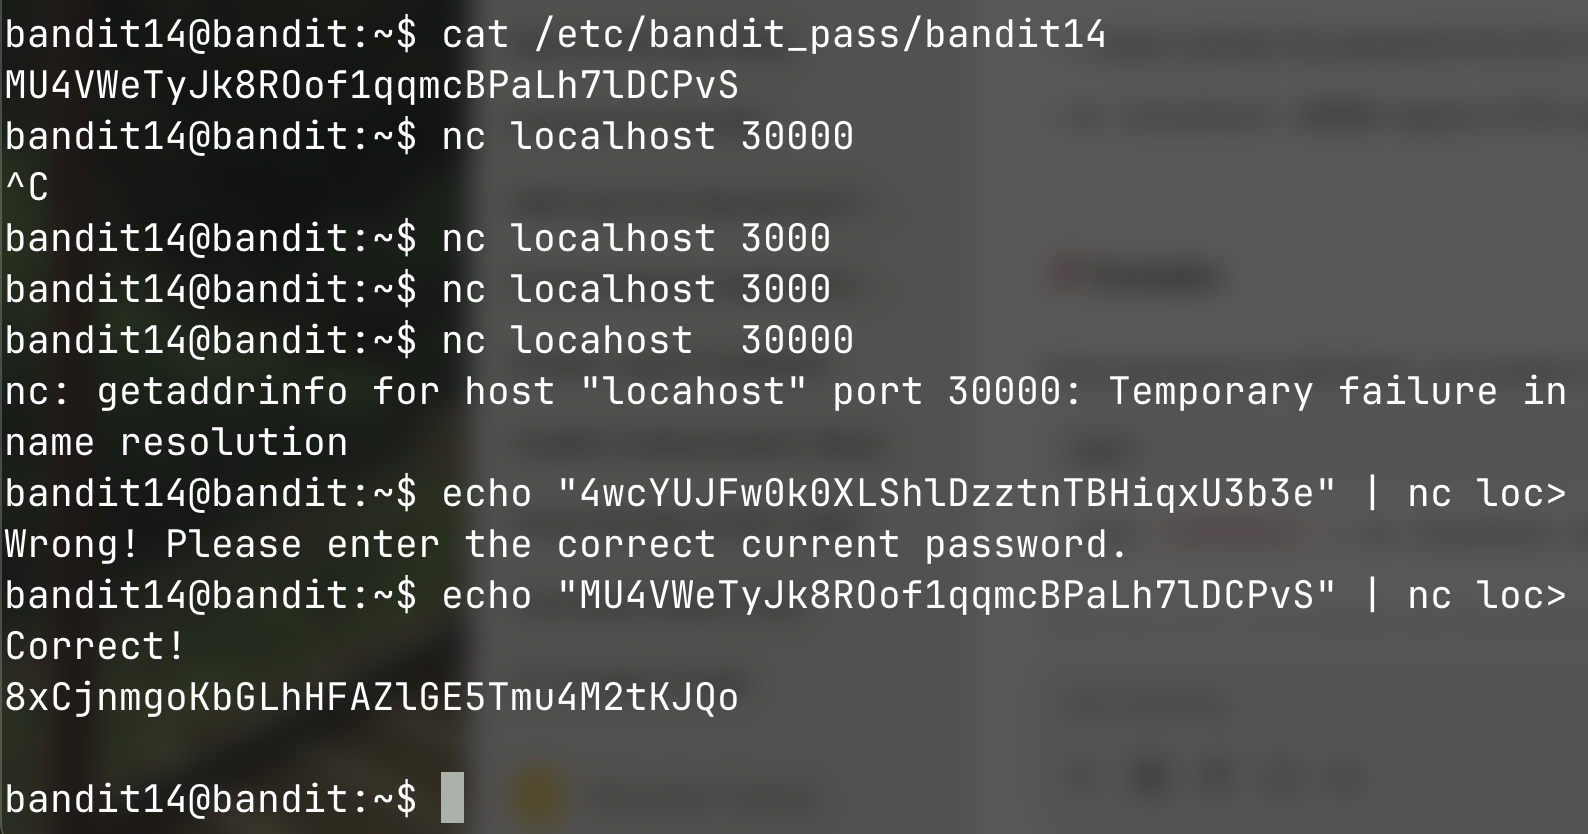 bandit14@bandit:~$ cat /etc/bandit_pass/bandit14
MU4VWeTyJk8ROof1qqmcBPaLh7lDCPvS
bandit14@bandit:~$ nc localhost 30000
^C
bandit14@bandit:~$ nc localhost 3000
bandit14@bandit:~$ nc localhost 3000
bandit14@bandit:~$ nc locahost  30000
nc: getaddrinfo for host "locahost" port 30000: Temporary failure in
name resolution
bandit14@bandit:~$ echo "4wcYUJFw0k0XLShlDzztnTBHiqxU3b3e" | nc loc>
Wrong! Please enter the correct current password.
bandit14@bandit:~$ echo "MU4VWeTyJk8ROof1qqmcBPaLh7lDCPvS" | nc loc>
Correct!
8xCjnmgoKbGLhHFAZlGE5Tmu4M2tKJQo
bandit14@bandit:~$